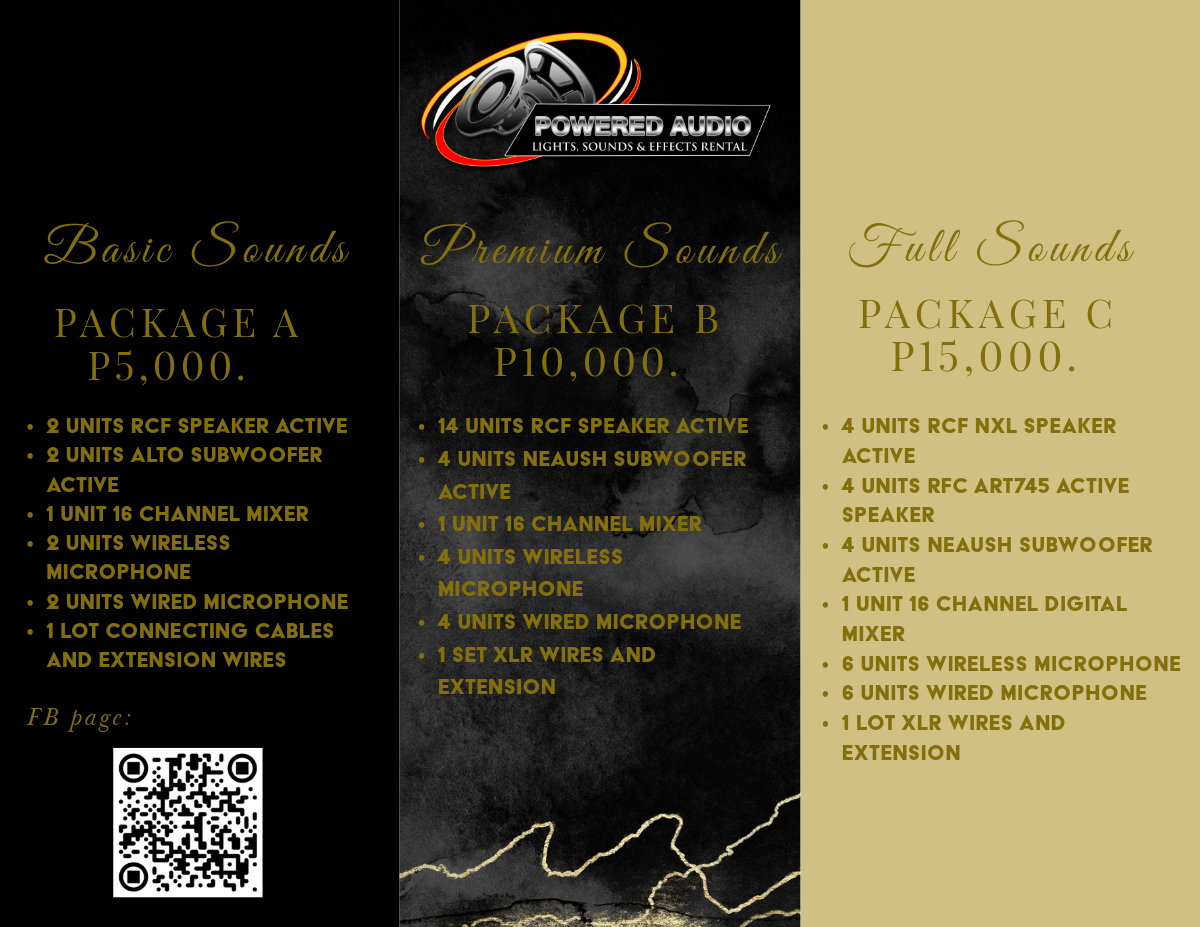 POWERED AUDIO
LIGHTS, SOUNDS & EFFECTS RENTAL
Basic Sounds
PACKAGE A
P5,000.
• 2 UNITS RCF SPEAKER ACTIVE
• 2 UNITS ALTO SUBWOOFER
ACTIVE
• 1 UNIT 16 CHANNEL MIXER
• 2 UNITS WIRELESS
MICROPHONE
• 2 UNITS WIRED MICROPHONE
• 1 LOT CONNECTING CABLES
AND EXTENSION WIRES
FB page:
Premium Sounds
PACKAGE B
P10,000.
• 14 UNITS RCF SPEAKER ACTIVE
• 4 UNITS NEAUSH SUBWOOFER
ACTIVE
• 1 UNIT 16 CHANNEL MIXER
• 4 UNITS WIRELESS
MICROPHONE
• 4 UNITS WIRED MICROPHONE
• 1 SET XLR WIRES AND
EXTENSION
Full Sounds
PACKAGE C
P15,000.
• 4 UNITS RCF NXL SPEAKER
ACTIVE
• 4 UNITS RFC ART745 ACTIVE
SPEAKER
• 4 UNITS NEAUSH SUBWOOFER
ACTIVE
• 1 UNIT 16 CHANNEL DIGITAL
MIXER
• 6 UNITS WIRELESS MICROPHONE
• 6 UNITS WIRED MICROPHONE
• 1 LOT XLR WIRES AND
EXTENSION